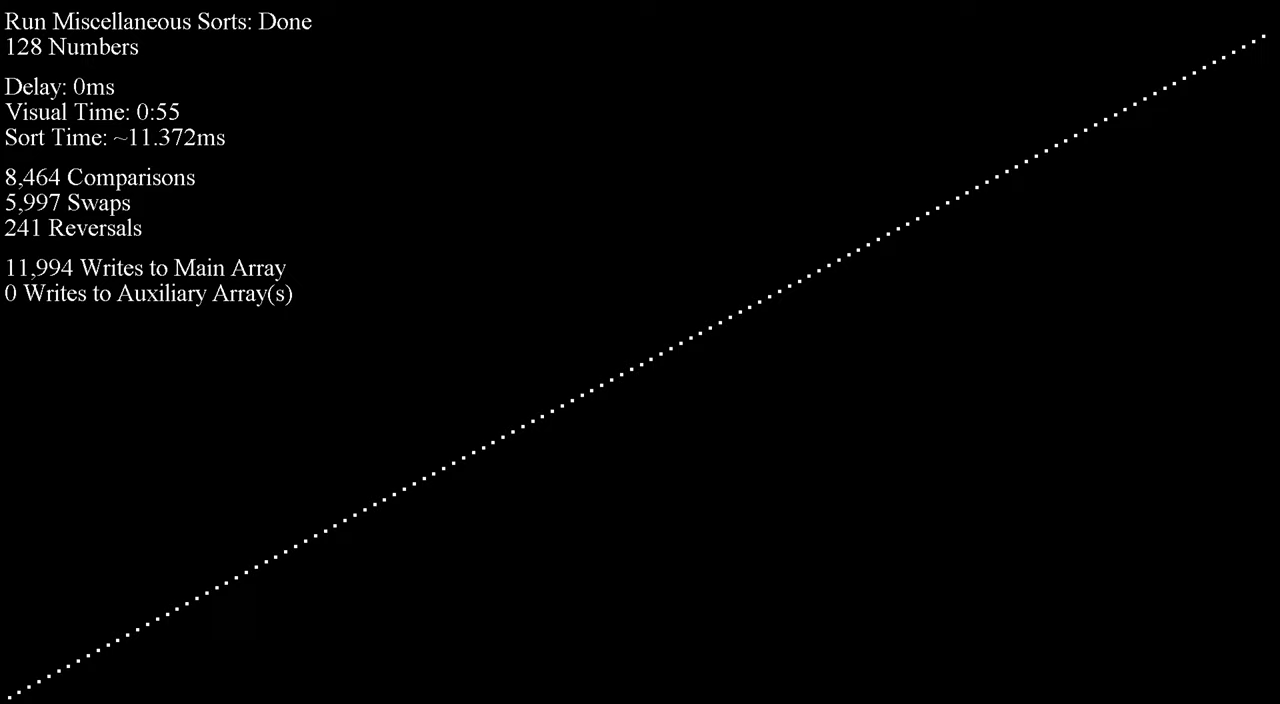 Run Miscellaneous Sorts: Done
128 Numbers
Delay: 0ms
Visual Time: 0:55
Sort Time: ~11.372ms
8,464 Comparisons
5,997 Swaps
241 Reversals
11,994 Writes to Main Array
0 Writes to Auxiliary Array(s)